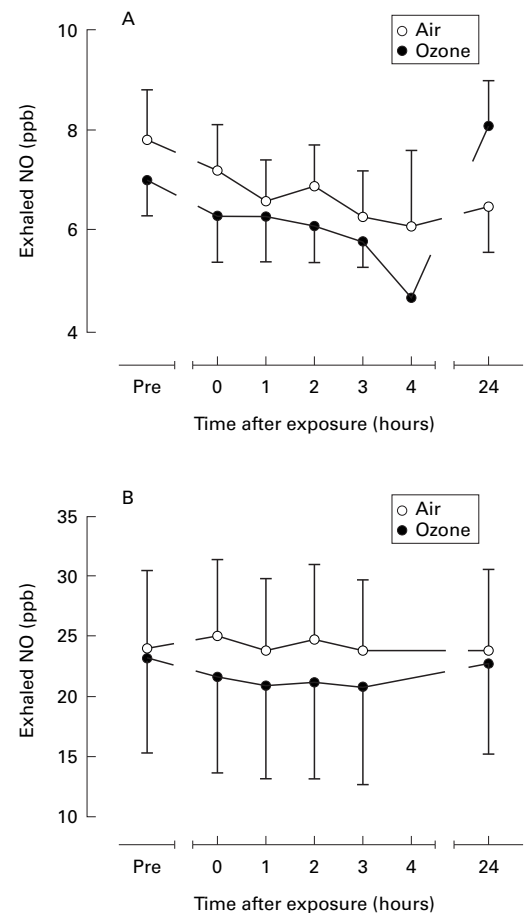 A
Air
Ozone
10
8
6
4
Exhaled NO (ppb)
Pre 0 1 2 3 4 24
Time after exposure (hours)
B
Air
Ozone
35
30
25
20
15
10
Exhaled NO (ppb)
Pre 0 1 2 3 4 24
Time after exposure (hours)